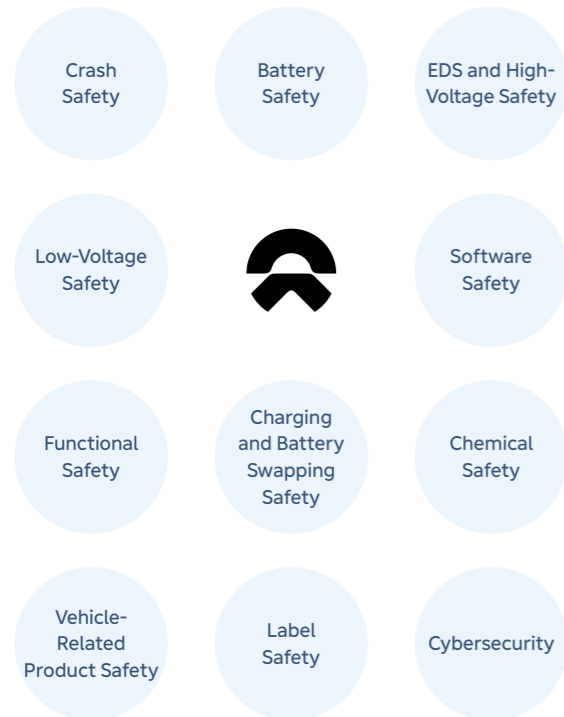 Crash
Safety
Battery
Safety
EDS and High-
Voltage Safety
Low-Voltage
Safety
Software
Safety
Functional
Safety
Charging
and Battery
Swapping
Safety
Chemical
Safety
Vehicle-
Related
Product Safety
Label
Safety
Cybersecurity